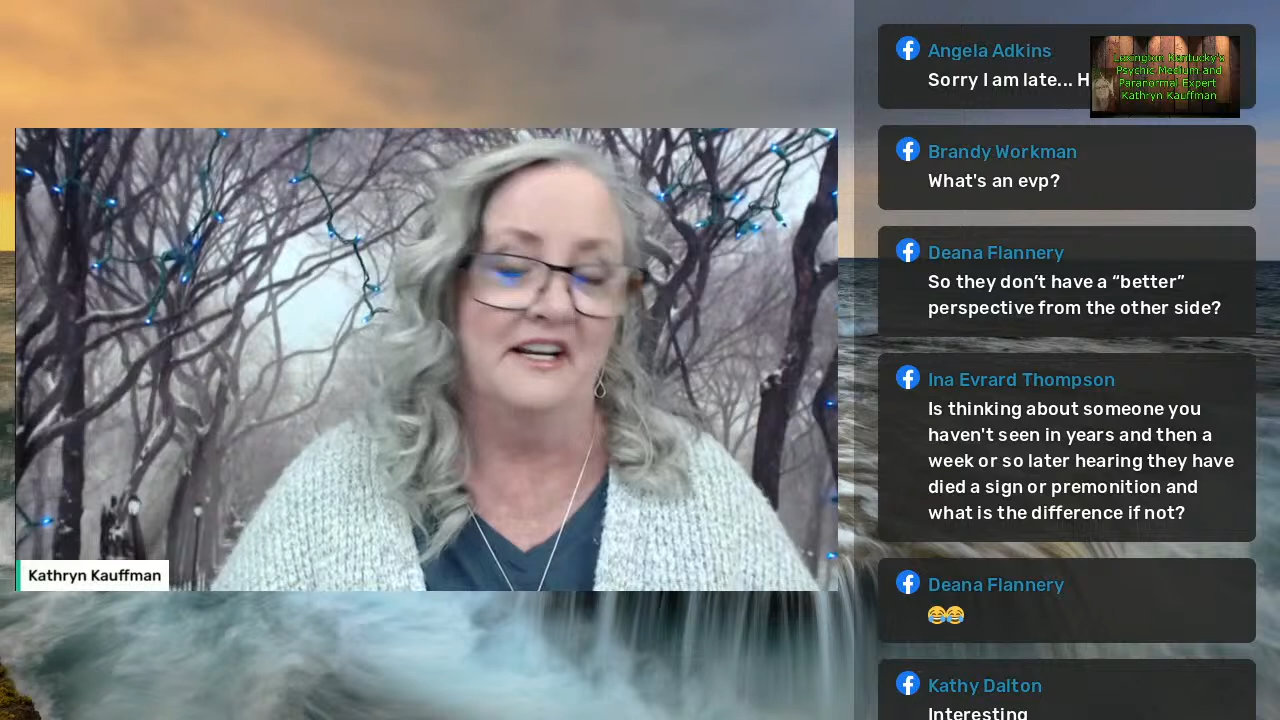 Angela Adkins
Sorry I am late... H
Lexington Kentucky's
Psychic Medium and
Paranormal Expert
Kathryn Kauffman
Brandy Workman
What's an evp?
Deana Flannery
So they don’t have a “better”
perspective from the other side?
Ina Evrard Thompson
Is thinking about someone you
haven't seen in years and then a
week or so later hearing they have
died a sign or premonition and
what is the difference if not?
Deana Flannery
😂😂
Kathy Dalton
Interesting
Kathryn Kauffman